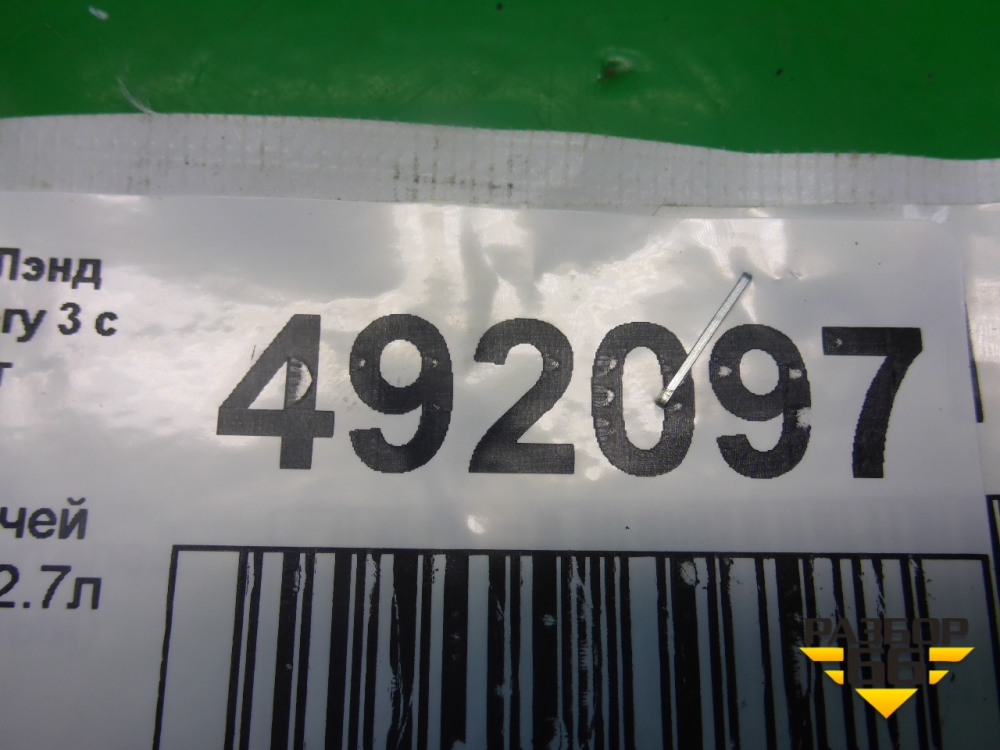 Лэнд
гу 3 с
т
492097
чей
2.7л
РАЗБОР
66